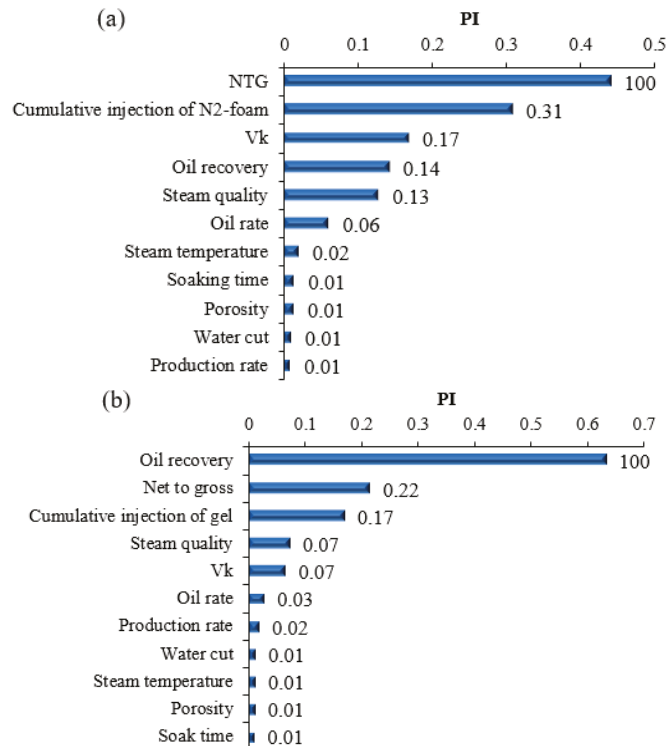 (a)
PI
0 0.1 0.2 0.3 0.4 0.5
NTG 100
Cumulative injection of N2-foam 0.31
Vk 0.17
Oil recovery 0.14
Steam quality 0.13
Oil rate 0.06
Steam temperature 0.02
Soaking time 0.01
Porosity 0.01
Water cut 0.01
Production rate 0.01
(b)
PI
0 0.1 0.2 0.3 0.4 0.5 0.6 0.7
Oil recovery 100
Net to gross 0.22
Cumulative injection of gel 0.17
Steam quality 0.07
Vk 0.07
Oil rate 0.03
Production rate 0.02
Water cut 0.01
Steam temperature 0.01
Porosity 0.01
Soak time 0.01